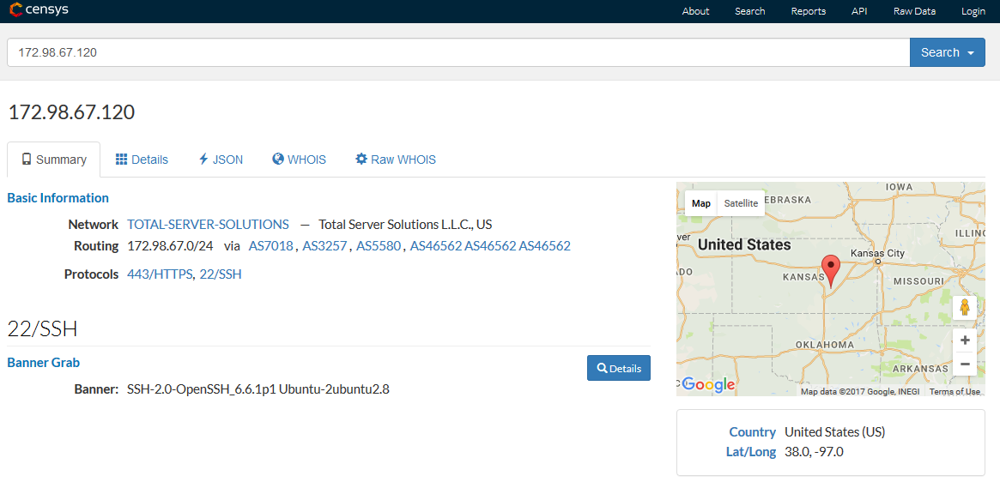 censys
About Search Reports API Raw Data Login
172.98.67.120 Search
172.98.67.120
Summary Details JSON WHOIS Raw WHOIS
Basic Information
Network TOTAL-SERVER-SOLUTIONS — Total Server Solutions L.L.C., US
Routing 172.98.67.0/24 via AS7018, AS3257, AS5580, AS46562 AS46562 AS46562
Protocols 443/HTTPS, 22/SSH
22/SSH
Banner Grab
Details
Banner: SSH-2.0-OpenSSH_6.6.1p1 Ubuntu-2ubuntu2.8
IOWA
Map Satellite
EBRASKA
ver
ILLINO
United States
Kansas City
ADO
KANSAS
MISSOURI
OKLAHOMA
ARKANSAS
Google
Map data ©2017 Google, INEGI Terms of Use
Country United States (US)
Lat/Long 38.0, -97.0